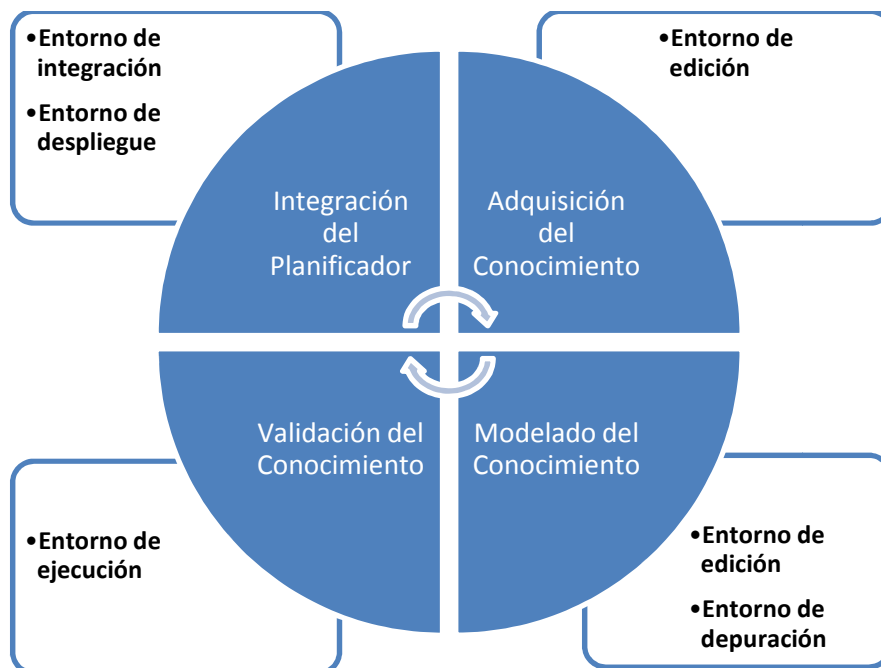 •Entorno de
integración
•Entorno de
despliegue
•Entorno de
edición
Integración
del
Planificador
Adquisición
del
Conocimiento
Validación del
Conocimiento
Modelado del
Conocimiento
•Entorno de
ejecución
•Entorno de
edición
•Entorno de
depuración